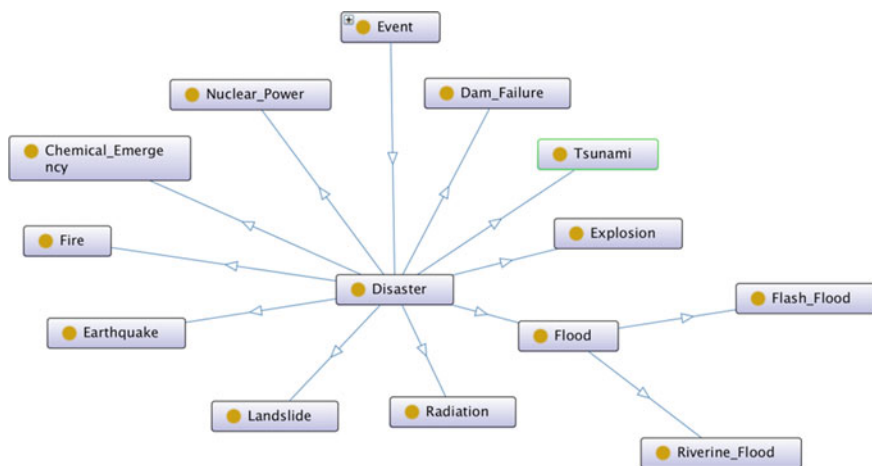 Event
Nuclear_Power
Dam_Failure
Chemical_Emerge
ncy
Tsunami
Fire
Explosion
Disaster
Flash_Flood
Earthquake
Flood
Landslide
Radiation
Riverine_Flood